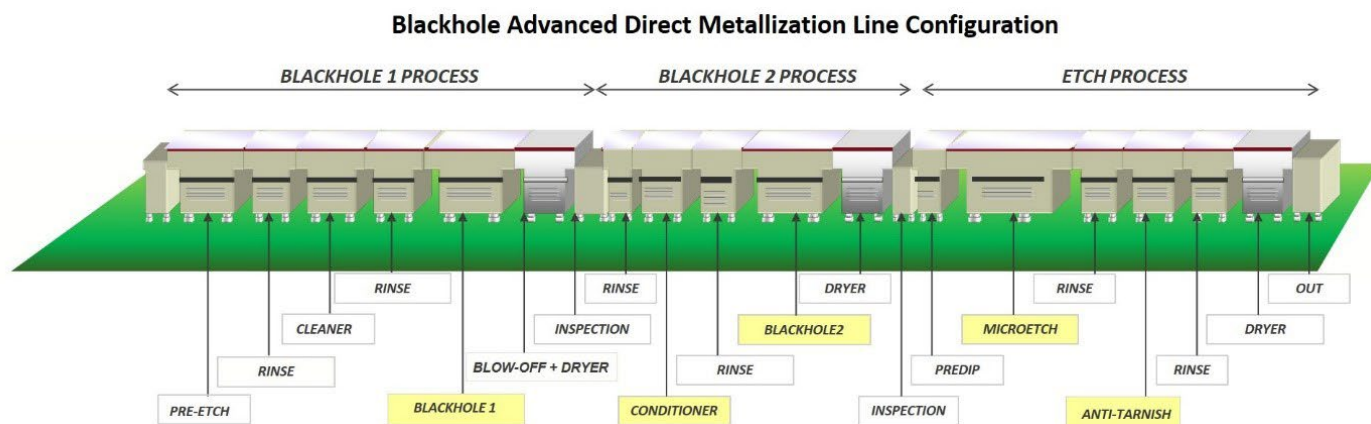 Blackhole Advanced Direct Metallization Line Configuration
BLACKHOLE 1 PROCESS
BLACKHOLE 2 PROCESS
ETCH PROCESS
PRE-ETCH
RINSE
CLEANER
RINSE
BLACKHOLE 1
BLOW-OFF + DRYER
INSPECTION
RINSE
CONDITIONER
RINSE
BLACKHOLE2
DRYER
INSPECTION
PREDIP
MICROETCH
RINSE
ANTI-TARNISH
RINSE
DRYER
OUT